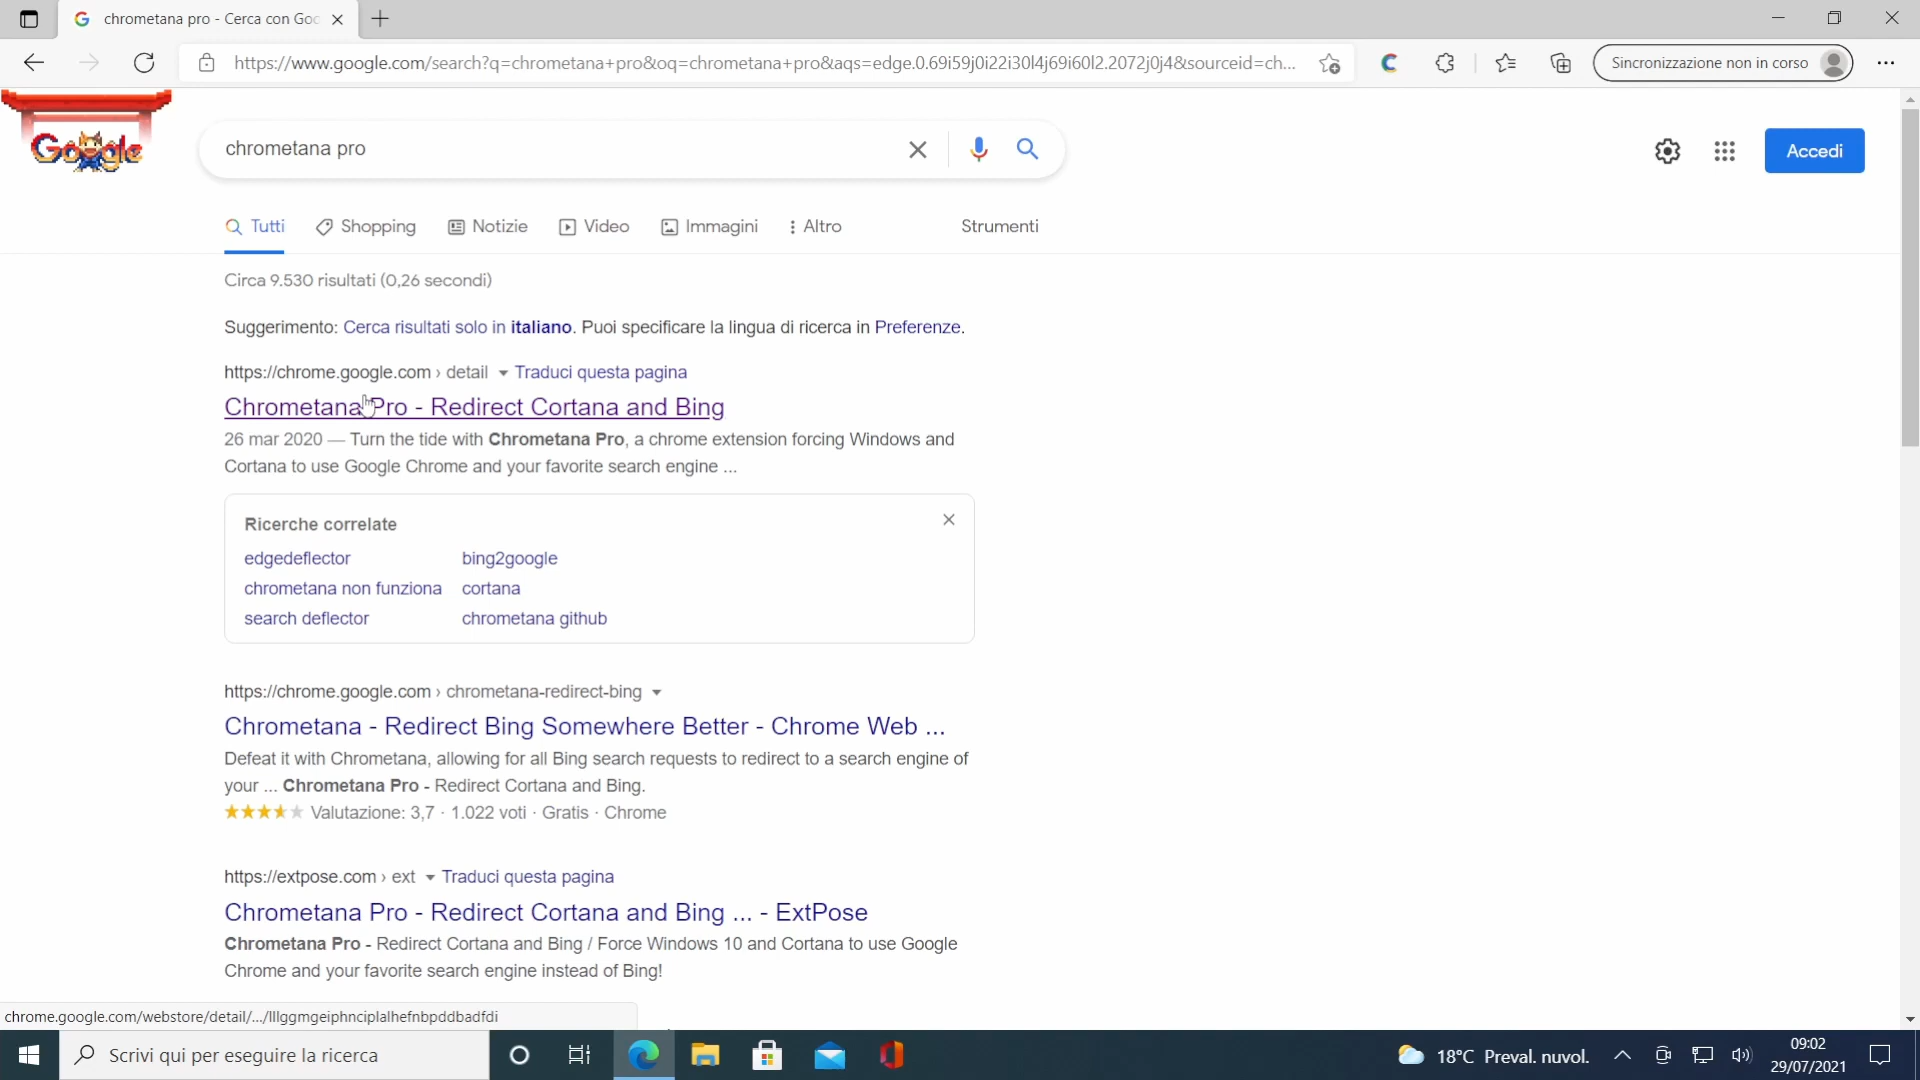 chrometana pro - Cerca con Goo
https://www.google.com/search?q=chrometana+pro&oq=chrometana+pro&aqs=edge.0.69i59j0i22i30l4j69i60l2.2072j0j4&sourceid=ch...
Sincronizzazione non in corso
Google
chrometana pro
Accedi
Tutti
Shopping
Notizie
Video
Immagini
Altro
Strumenti
Circa 9.530 risultati (0,26 secondi)
Suggerimento: Cerca risultati solo in italiano. Puoi specificare la lingua di ricerca in Preferenze.
https://chrome.google.com › detail Traduci questa pagina
Chrometana Pro - Redirect Cortana and Bing
26 mar 2020 — Turn the tide with Chrometana Pro, a chrome extension forcing Windows and
Cortana to use Google Chrome and your favorite search engine ...
Ricerche correlate
edgedeflector
bing2google
chrometana non funziona
cortana
search deflector
chrometana github
https://chrome.google.com › chrometana-redirect-bing
Chrometana - Redirect Bing Somewhere Better - Chrome Web ...
Defeat it with Chrometana, allowing for all Bing search requests to redirect to a search engine of
your ... Chrometana Pro - Redirect Cortana and Bing.
Valutazione: 3,7 · 1.022 voti · Gratis · Chrome
https://extpose.com › ext Traduci questa pagina
Chrometana Pro - Redirect Cortana and Bing ... - ExtPose
Chrometana Pro - Redirect Cortana and Bing / Force Windows 10 and Cortana to use Google
Chrome and your favorite search engine instead of Bing!
chrome.google.com/webstore/detail/.../lllggmgeiphnciplalhefnbpddbadfdi
Scrivi qui per eseguire la ricerca
18°C Preval. nuvol.
09:02
29/07/2021